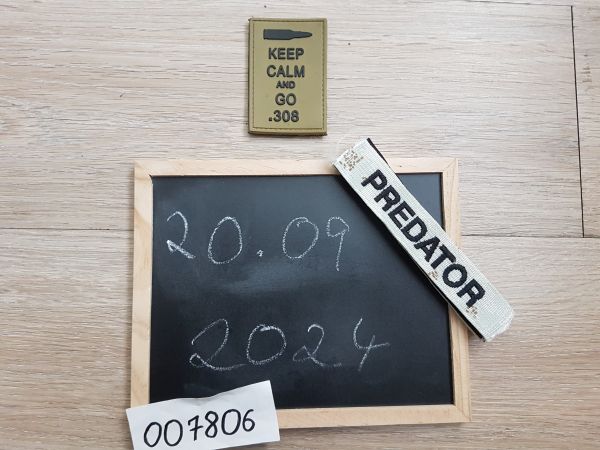 KEEP
CALM
AND
GO
.308
PREDATOR
20.09
2024
007806